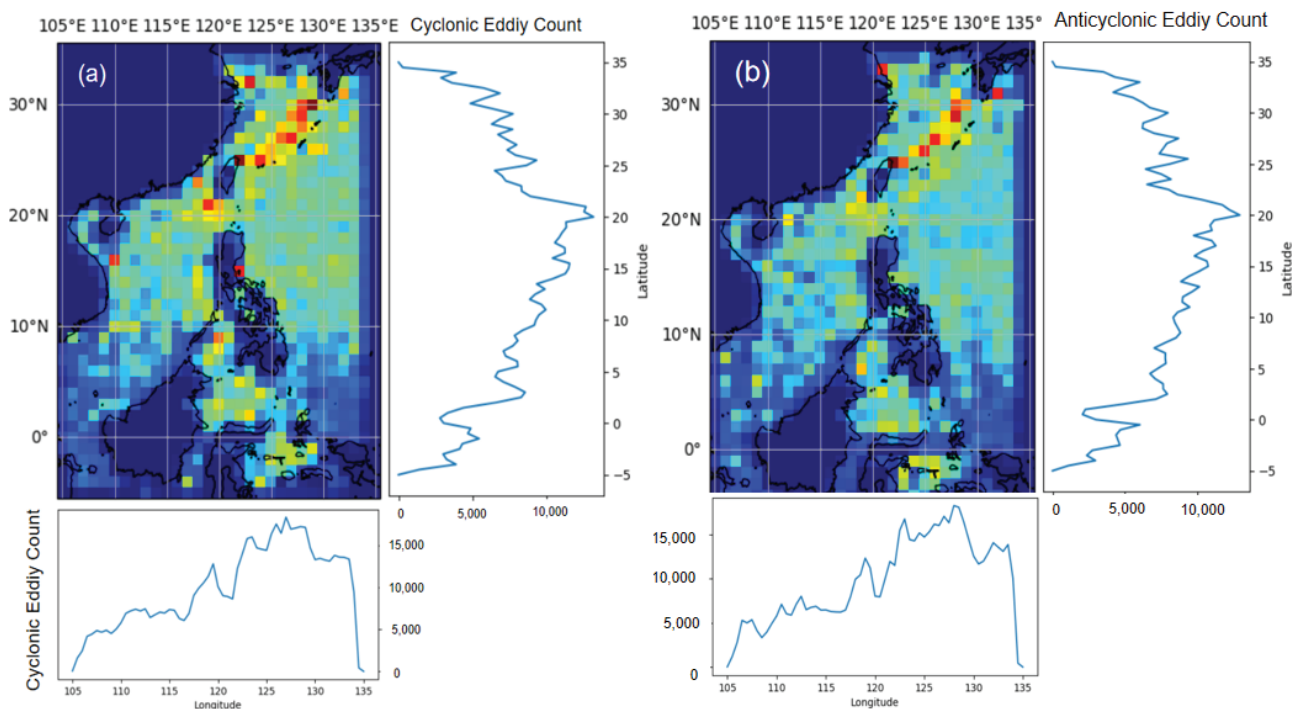 105°E 110°E 115°E 120°E 125°E 130°E 135° Cyclonic Eddiy Count
(a)
30°N
20°N
10°N
0°
35
30
25
20
15
10
5
0
−5
Latitude
0 5,000 10,000
Cyclonic Eddiy Count
15,000
10,000
5,000
0
105 110 115 120 125 130 135
Longitude
105°E 110°E 115°E 120°E 125°E 130°E 135° Anticyclonic Eddiy Count
(b)
30°N
20°N
10°N
0°
35
30
25
20
15
10
5
0
−5
Latitude
0 5,000 10,000
15,000
10,000
5,000
0
105 110 115 120 125 130 135
Longitude